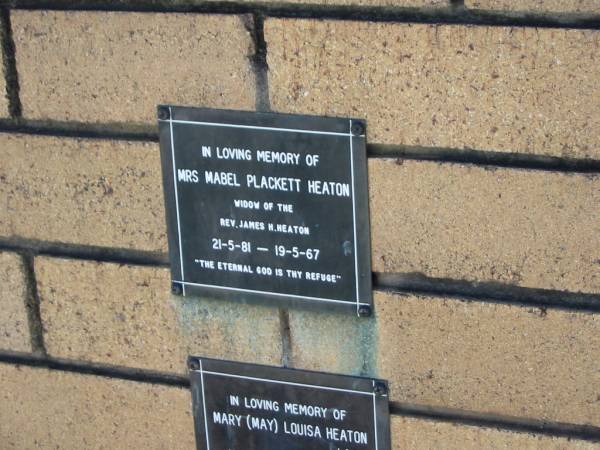 IN LOVING MEMORY OF
MRS MABEL PLACKETT HEATON
WIDOW OF THE
REV. JAMES H. HEATON
21-5-81 — 19-5-67
"THE ETERNAL GOD IS THY REFUGE"
IN LOVING MEMORY OF
MARY (MAY) LOUISA HEATON